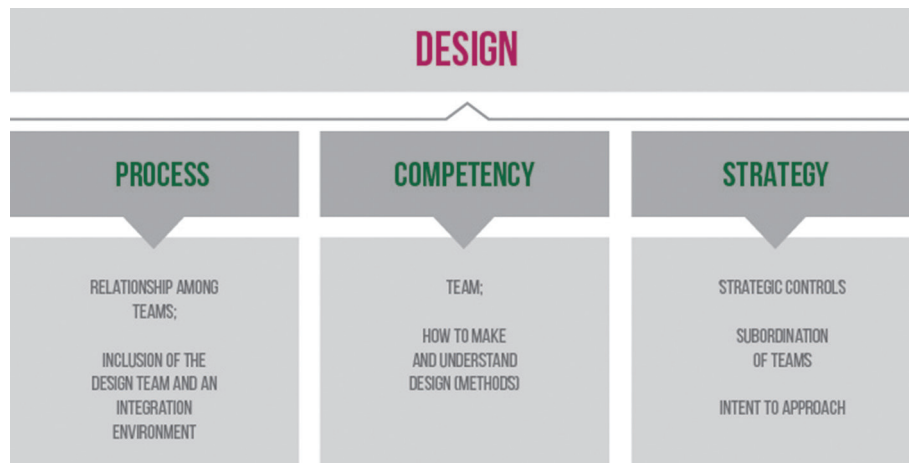 DESIGN
PROCESS
RELATIONSHIP AMONG
TEAMS;
INCLUSION OF THE
DESIGN TEAM AND AN
INTEGRATION
ENVIRONMENT
COMPETENCY
TEAM;
HOW TO MAKE
AND UNDERSTAND
DESIGN (METHODS)
STRATEGY
STRATEGIC CONTROLS
SUBORDINATION
OF TEAMS
INTENT TO APPROACH